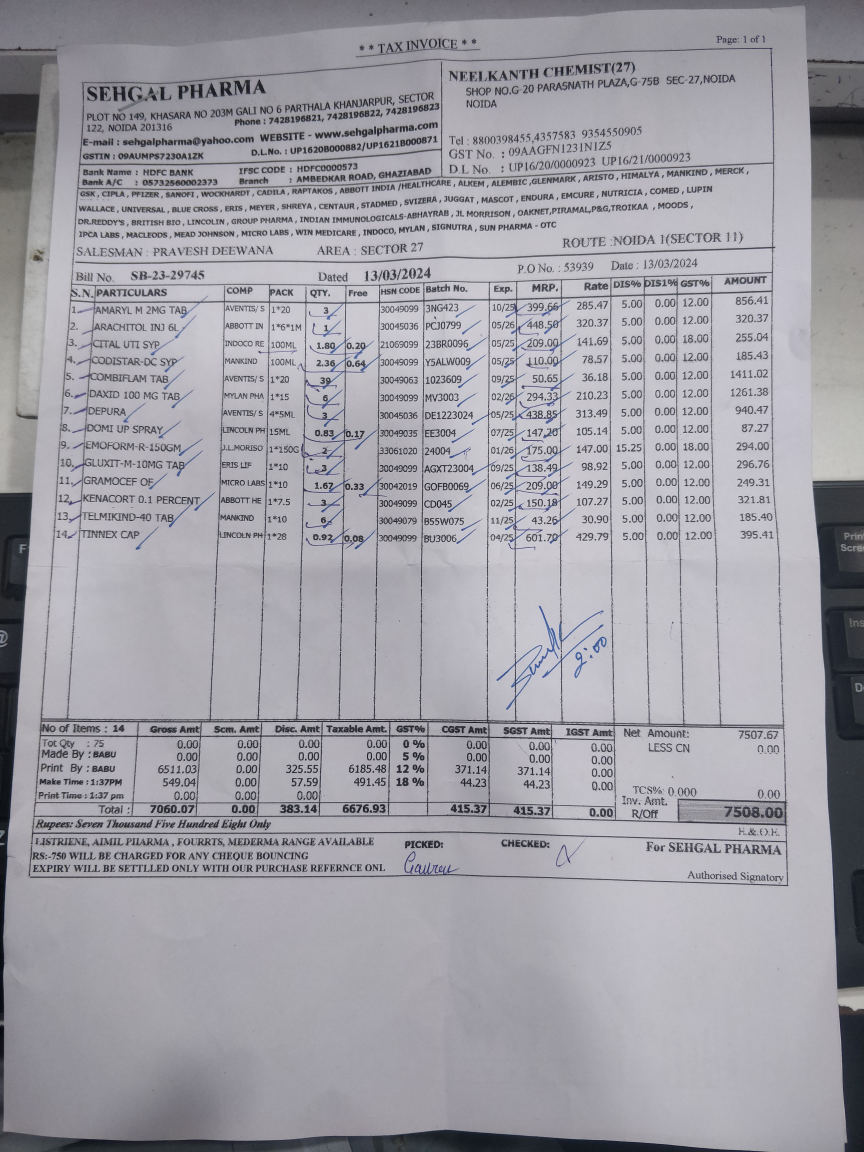 * * TAX INVOICE * *
Page: 1 of 1
SEHGAL PHARMA
PLOT NO 149, KHASARA NO 203M GALI NO 6 PARTHALA KHANJARPUR, SECTOR
122, NOIDA 201316 Phone : 7428196821, 7428196822, 7428196823
E-mail : sehgalpharma@yahoo.com WEBSITE - www.sehgalpharma.com
GSTIN : 09AUMPS7230A1ZK D.L.No. : UP1620B000882/UP1621B000871
NEELKANTH CHEMIST(27)
SHOP NO.G-20 PARASNATH PLAZA,G-75B SEC-27,NOIDA
NOIDA
Tel : 8800398455,4357583 9354550905
GST No. : 09AAGFN1231N1Z5
D.L No. : UP16/20/0000923 UP16/21/0000923
Bank Name : HDFC BANK IFSC CODE : HDFC0000573
Bank A/C : 05732560002373 Branch : AMBEDKAR ROAD, GHAZIABAD
GSK , CIPLA , PFIZER , SANOFI , WOCKHARDT , CADILA , RAPTAKOS , ABBOTT INDIA /HEALTHCARE , ALKEM , ALEMBIC ,GLENMARK , ARISTO , HIMALYA , MANKIND , MERCK ,
WALLACE , UNIVERSAL , BLUE CROSS , ERIS , MEYER , SHREYA , CENTAUR , STADMED , SVIZERA , JUGGAT , MASCOT , ENDURA , EMCURE , NUTRICIA , COMED , LUPIN
DR.REDDY'S , BRITISH BIO , LINCOLN , GROUP PHARMA , INDIAN IMMUNOLOGICALS-ABHAYRAB , JL MORRISON , OAKNET,PIRAMAL,P&G,TROIKAA , MOODS ,
IPCA LABS , MACLEODS , MEAD JOHNSON , MICRO LABS , WIN MEDICARE , INDOCO, MYLAN , SIGNUTRA , SUN PHARMA - OTC
SALESMAN : PRAVESH DEEWANA AREA : SECTOR 27 ROUTE :NOIDA 1(SECTOR 11)
Bill No. SB-23-29745 Dated 13/03/2024 P.O No. : 53939 Date : 13/03/2024
S.N. PARTICULARS COMP PACK QTY. Free HSN CODE Batch No. Exp. MRP. Rate DIS% DIS1% GST% AMOUNT
1. AMARYL M 2MG TAB AVENTIS/ S 1*20 3 30049099 3NG423 10/25 399.66 285.47 5.00 0.00 12.00 856.41
2. ARACHITOL INJ 6L ABBOTT IN 1*6*1M 1 30045036 PCJ0799 05/26 448.50 320.37 5.00 0.00 12.00 320.37
3. CITAL UTI SYP INDOCO RE 100ML 1.80 0.20 21069099 23BR0096 05/25 209.00 141.69 5.00 0.00 18.00 255.04
4. CODISTAR-DC SYP MANKIND 100ML 2.36 0.64 30049099 Y5ALW009 05/25 110.00 78.57 5.00 0.00 12.00 185.43
5. COMBIFLAM TAB AVENTIS/ S 1*20 39 30049063 1023609 09/25 50.65 36.18 5.00 0.00 12.00 1411.02
6. DAXID 100 MG TAB MYLAN PHA 1*15 6 30049099 MV3003 02/26 294.33 210.23 5.00 0.00 12.00 1261.38
7. DEPURA AVENTIS/ S 4*5ML 3 30045036 DE1223024 05/25 438.85 313.49 5.00 0.00 12.00 940.47
8. DOMI UP SPRAY LINCOLN PH 15ML 0.83 0.17 30049035 EE3004 07/25 147.20 105.14 5.00 0.00 12.00 87.27
9. EMOFORM-R-150GM J.L.MORISO 1*150G 2 33061020 24004 01/26 175.00 147.00 15.25 0.00 18.00 294.00
10. GLUXIT-M-10MG TAB ERIS LIF 1*10 3 30049099 AGXT23004 09/25 138.49 98.92 5.00 0.00 12.00 296.76
11. GRAMOCEF OF MICRO LABS 1*10 1.67 0.33 30042019 GOFB0069 06/25 209.00 149.29 5.00 0.00 12.00 249.31
12. KENACORT 0.1 PERCENT ABBOTT HE 1*7.5 3 30049099 CD045 02/25 150.18 107.27 5.00 0.00 12.00 321.81
13. TELMIKIND-40 TAB MANKIND 1*10 6 30049079 B55W075 11/25 43.26 30.90 5.00 0.00 12.00 185.40
14. TINNEX CAP LINCOLN PH 1*28 0.92 0.08 30049099 BU3006 04/25 601.70 429.79 5.00 0.00 12.00 395.41
2:00
No of Items : 14 Gross Amt Scm. Amt Disc. Amt Taxable Amt. GST% CGST Amt SGST Amt IGST Amt Net Amount: 7507.67
Tot Qty : 75 0.00 0.00 0.00 0.00 0 % 0.00 0.00 0.00 LESS CN 0.00
Made By : BABU 0.00 0.00 0.00 0.00 5 % 0.00 0.00 0.00
Print By : BABU 6511.03 0.00 325.55 6185.48 12 % 371.14 371.14 0.00
Make Time : 1:37PM 549.04 0.00 57.59 491.45 18 % 44.23 44.23 0.00 TCS% 0.000 0.00
Print Time : 1:37 pm 0.00 0.00 0.00
Total : 7060.07 0.00 383.14 6676.93 415.37 415.37 0.00 Inv. Amt. R/Off 7508.00
Rupees: Seven Thousand Five Hundred Eight Only E.& O.E
LISTRIENE, AIMIL PHARMA , FOURRTS, MEDERMA RANGE AVAILABLE PICKED: CHECKED: For SEHGAL PHARMA
RS:-750 WILL BE CHARGED FOR ANY CHEQUE BOUNCING
EXPIRY WILL BE SETTLLED ONLY WITH OUR PURCHASE REFERNCE ONL Gaurav Authorised Signatory